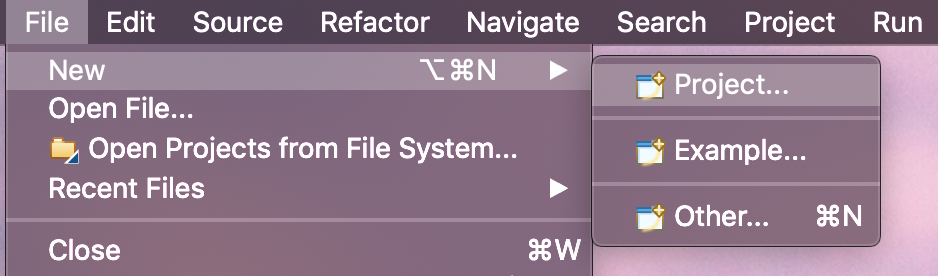 File Edit Source Refactor Navigate Search Project Run
New ⌥⌘N ▶
Project...
Open File...
Example...
Open Projects from File System...
Recent Files ▶
Other... ⌘N
Close ⌘W